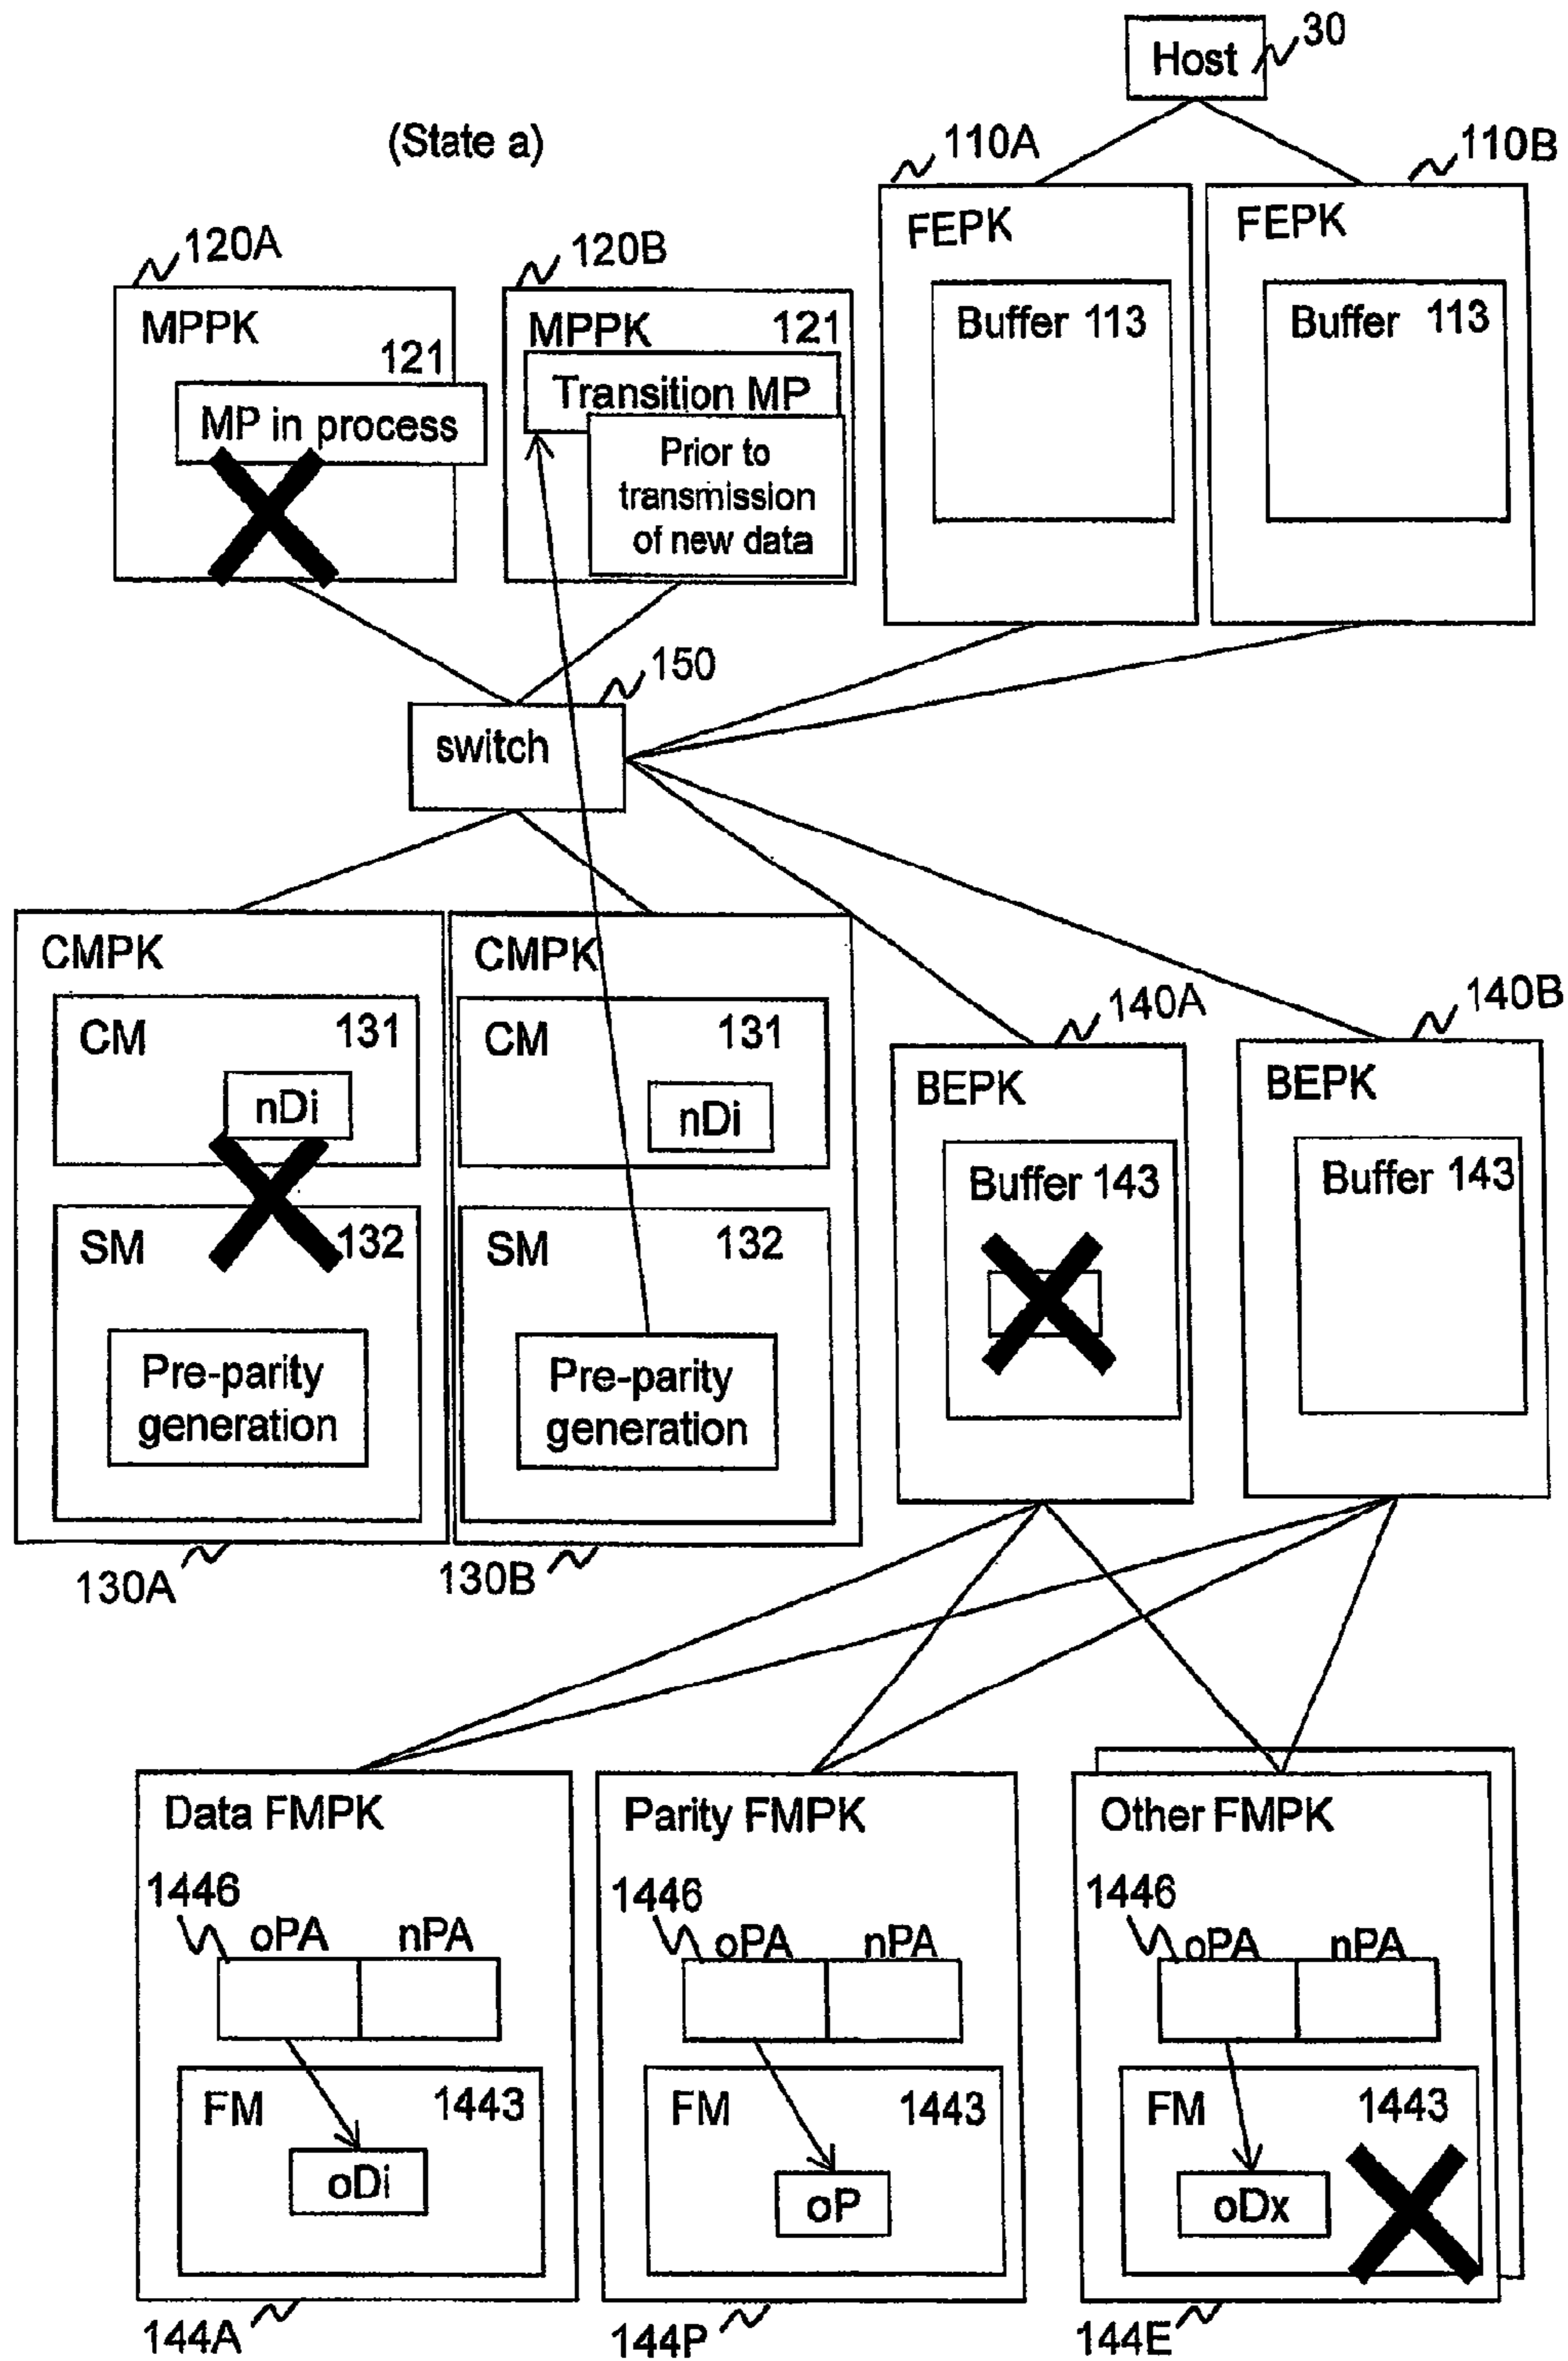 Host
30
(State a)
110A
110B
FEPK
Buffer 113
FEPK
Buffer 113
120A
MPPK
121
MP in process
120B
MPPK
121
Transition MP
Prior to
transmission
of new data
150
switch
CMPK
CM
131
nDi
SM
132
Pre-parity
generation
130A
CMPK
CM
131
nDi
SM
132
Pre-parity
generation
130B
140A
BEPK
Buffer 143
140B
BEPK
Buffer 143
Data FMPK
1446
oPA
nPA
FM
1443
oDi
144A
Parity FMPK
1446
oPA
nPA
FM
1443
oP
144P
Other FMPK
1446
oPA
nPA
FM
1443
oDx
144E